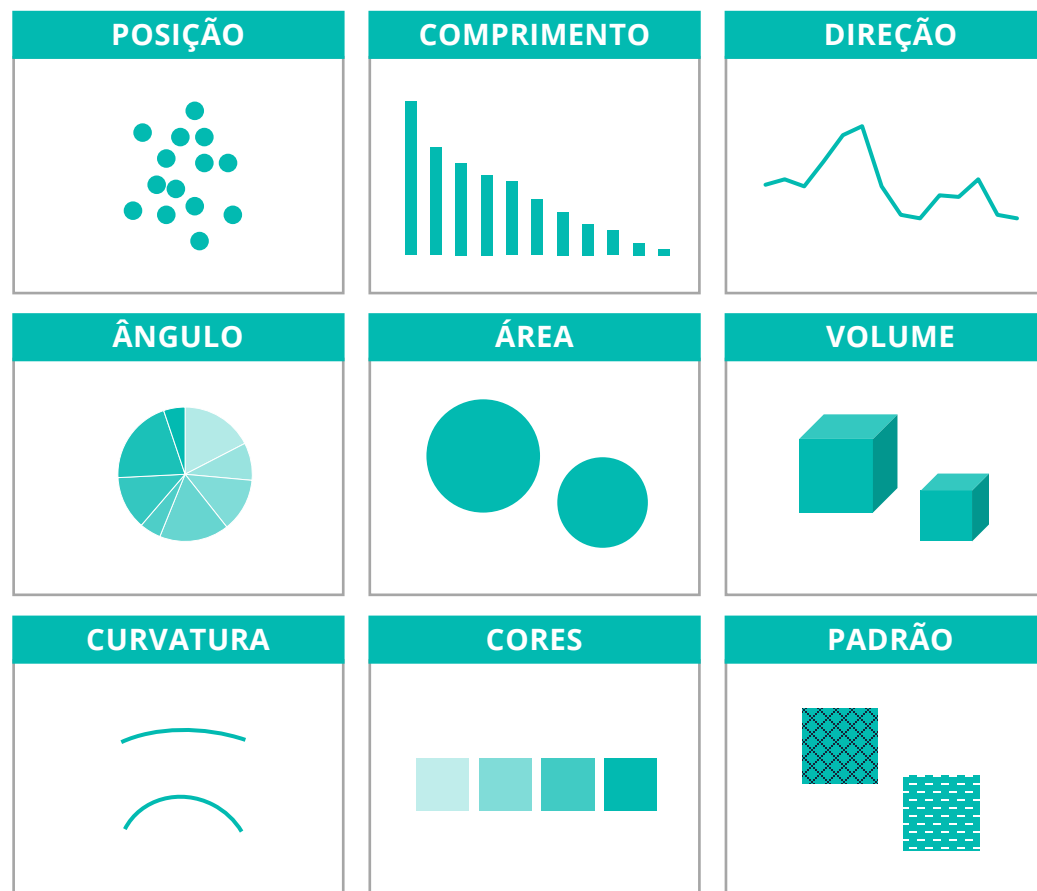 POSIÇÃO
COMPRIMENTO
DIREÇÃO
ÂNGULO
ÁREA
VOLUME
CURVATURA
CORES
PADRÃO